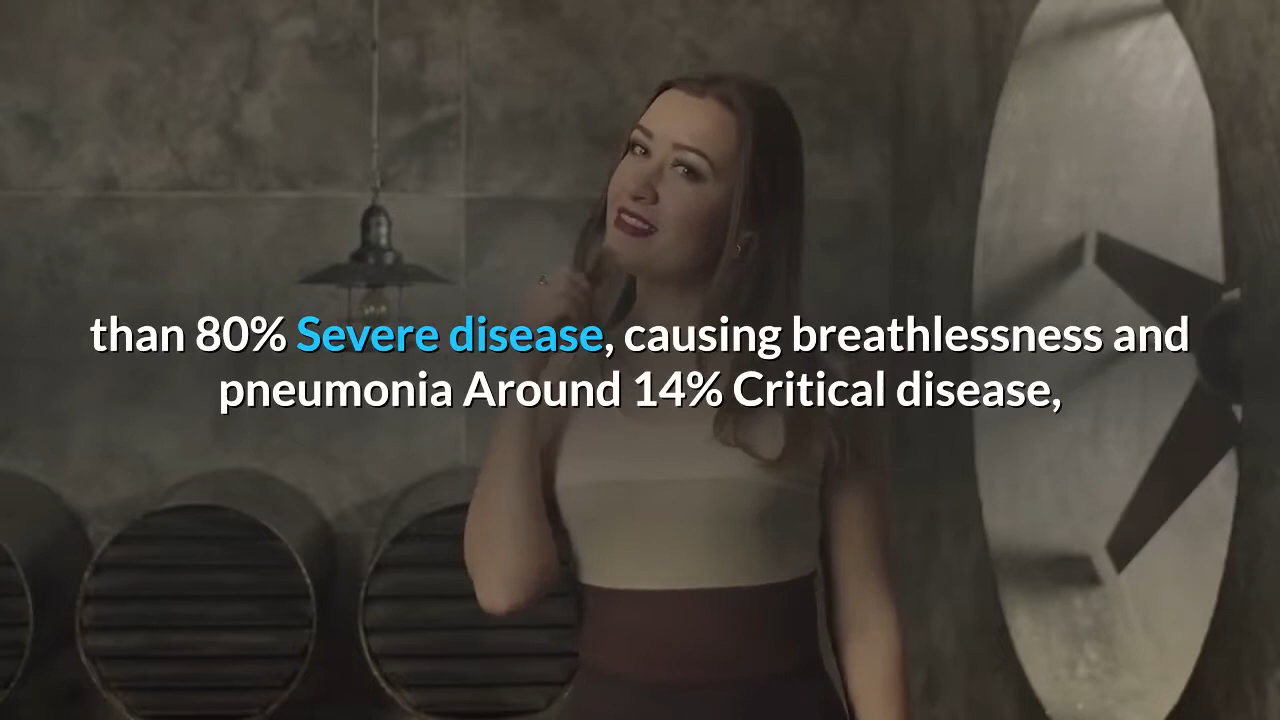 than 80% Severe disease, causing breathlessness and
pneumonia Around 14% Critical disease,